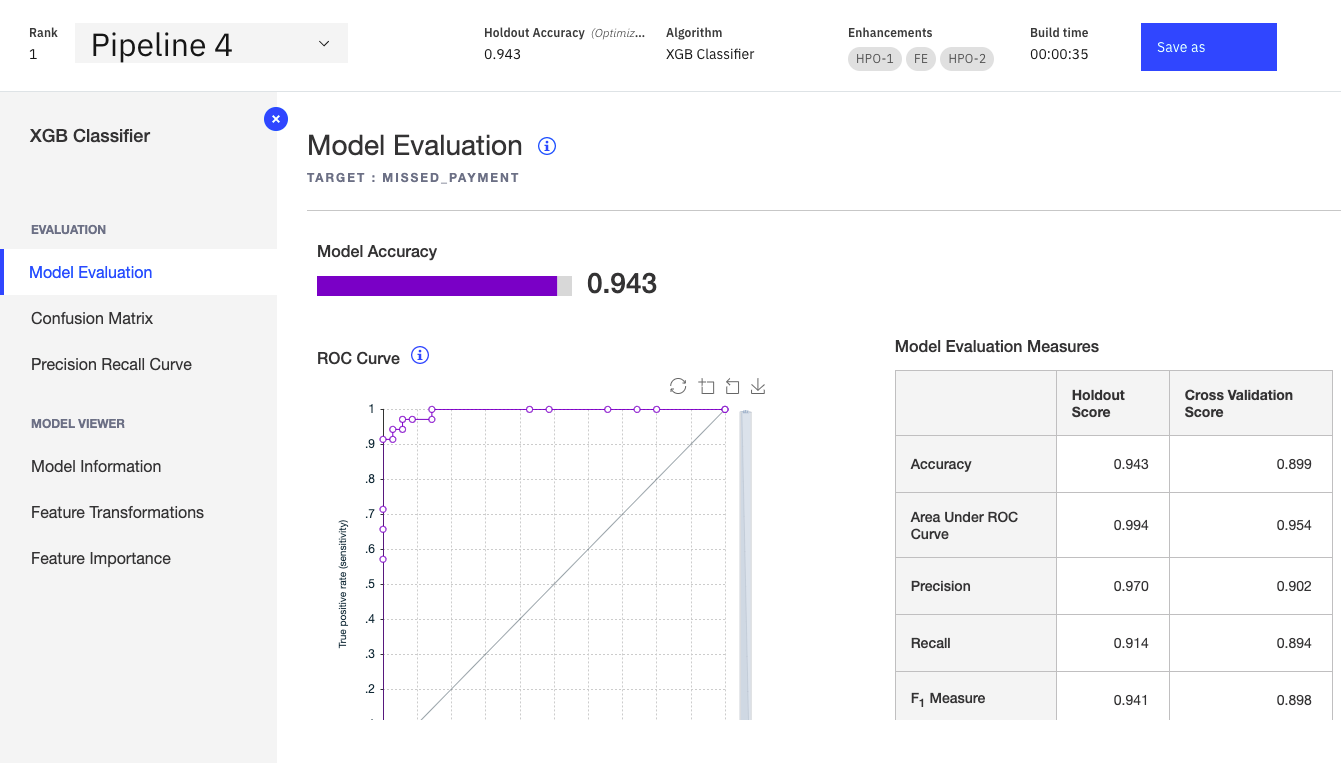 Rank
1
Pipeline 4
Holdout Accuracy (Optimiz...
0.943
Algorithm
XGB Classifier
Enhancements
HPO-1 FE HPO-2
Build time
00:00:35
Save as
XGB Classifier
EVALUATION
Model Evaluation
Confusion Matrix
Precision Recall Curve
MODEL VIEWER
Model Information
Feature Transformations
Feature Importance
Model Evaluation
TARGET : MISSED_PAYMENT
Model Accuracy
0.943
ROC Curve
1
.9
.8
.7
.6
.5
.4
.3
.2
True positive rate (sensitivity)
Model Evaluation Measures
Holdout Score
Cross Validation Score
Accuracy 0.943 0.899
Area Under ROC Curve 0.994 0.954
Precision 0.970 0.902
Recall 0.914 0.894
F1 Measure 0.941 0.898